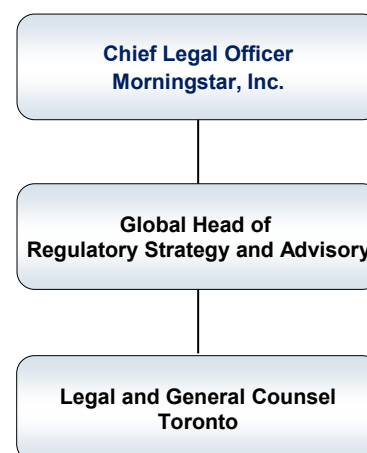 Chief Legal Officer
Morningstar, Inc.
Global Head of
Regulatory Strategy and Advisory
Legal and General Counsel
Toronto